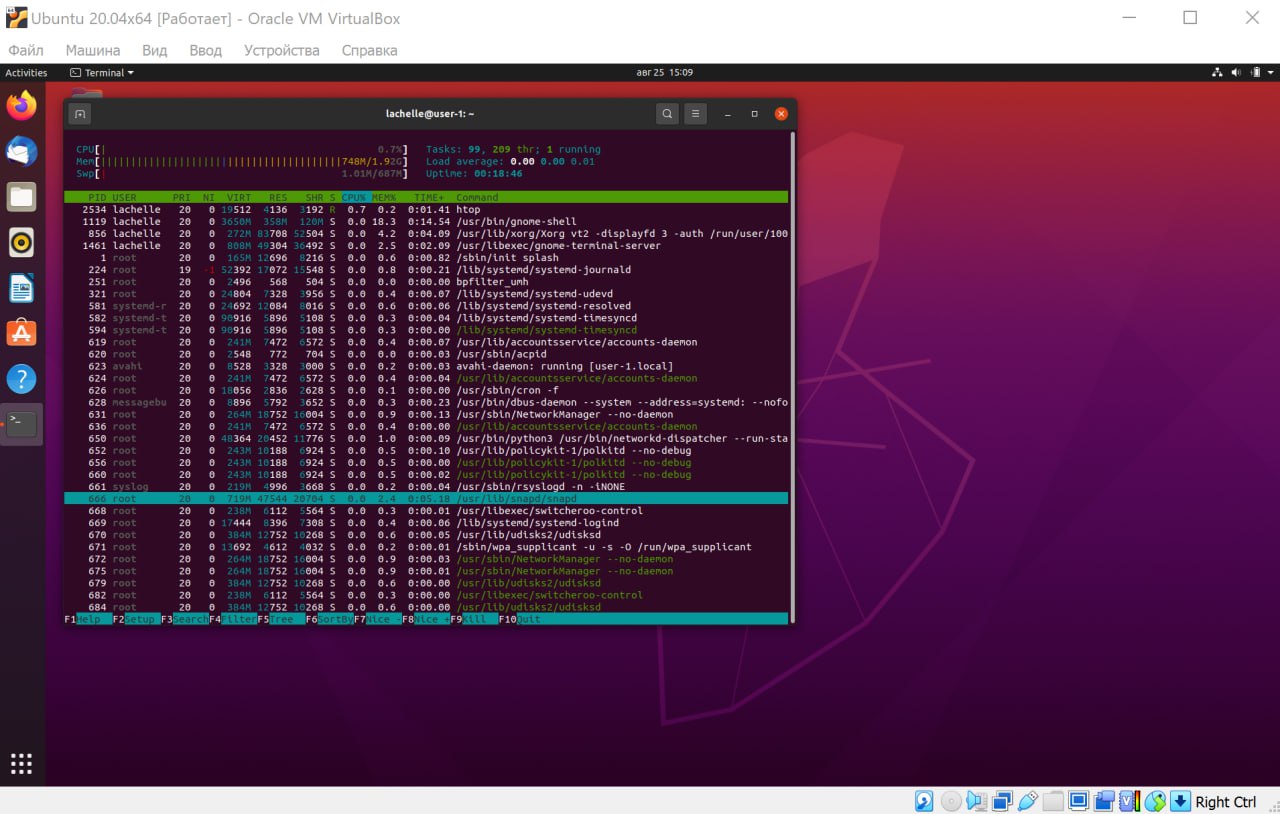 Ubuntu 20.04x64 [Работает] - Oracle VM VirtualBox
Файл Машина Вид Ввод Устройства Справка
Activities Terminal авг 25 15:09
lachelle@user-1: ~
CPU[| 0.7%] Tasks: 99, 209 thr; 1 running
Mem[||||||||||||||||||||||||||||||||||||||||748M/1.92G] Load average: 0.00 0.00 0.01
Swp[| 1.01M/687M] Uptime: 00:18:46
PID USER PRI NI VIRT RES SHR S CPU% MEM% TIME+ Command
2534 lachelle 20 0 19512 4136 3192 R 0.7 0.2 0:01.41 htop
1119 lachelle 20 0 3650M 358M 120M S 0.0 18.3 0:14.54 /usr/bin/gnome-shell
856 lachelle 20 0 272M 83708 52504 S 0.0 4.2 0:04.09 /usr/lib/xorg/Xorg vt2 -displayfd 3 -auth /run/user/100
1461 lachelle 20 0 808M 49304 36492 S 0.0 2.5 0:02.09 /usr/libexec/gnome-terminal-server
1 root 20 0 165M 12696 8216 S 0.0 0.6 0:00.82 /sbin/init splash
224 root 19 -1 52392 17072 15548 S 0.0 0.8 0:00.21 /lib/systemd/systemd-journald
251 root 20 0 2496 568 504 S 0.0 0.0 0:00.00 bpfilter_umh
321 root 20 0 24804 7328 3956 S 0.0 0.4 0:00.07 /lib/systemd/systemd-udevd
581 systemd-r 20 0 24692 12084 8016 S 0.0 0.6 0:00.06 /lib/systemd/systemd-resolved
582 systemd-t 20 0 90916 5896 5108 S 0.0 0.3 0:00.04 /lib/systemd/systemd-timesyncd
594 systemd-t 20 0 90916 5896 5108 S 0.0 0.3 0:00.00 /lib/systemd/systemd-timesyncd
619 root 20 0 241M 7472 6572 S 0.0 0.4 0:00.07 /usr/lib/accountsservice/accounts-daemon
620 root 20 0 2548 772 704 S 0.0 0.0 0:00.03 /usr/sbin/acpid
623 avahi 20 0 8528 3328 3000 S 0.0 0.2 0:00.03 avahi-daemon: running [user-1.local]
624 root 20 0 241M 7472 6572 S 0.0 0.4 0:00.04 /usr/lib/accountsservice/accounts-daemon
626 root 20 0 18056 2836 2628 S 0.0 0.1 0:00.00 /usr/sbin/cron -f
628 messagebu 20 0 8896 5792 3652 S 0.0 0.3 0:00.23 /usr/bin/dbus-daemon --system --address=systemd: --nofo
631 root 20 0 264M 18752 16004 S 0.0 0.9 0:00.13 /usr/sbin/NetworkManager --no-daemon
636 root 20 0 241M 7472 6572 S 0.0 0.4 0:00.00 /usr/lib/accountsservice/accounts-daemon
650 root 20 0 48364 20452 11776 S 0.0 1.0 0:00.09 /usr/bin/python3 /usr/bin/networkd-dispatcher --run-sta
652 root 20 0 243M 10188 6924 S 0.0 0.5 0:00.10 /usr/lib/policykit-1/polkitd --no-debug
656 root 20 0 243M 10188 6924 S 0.0 0.5 0:00.00 /usr/lib/policykit-1/polkitd --no-debug
660 root 20 0 243M 10188 6924 S 0.0 0.5 0:00.02 /usr/lib/policykit-1/polkitd --no-debug
661 syslog 20 0 219M 4996 3668 S 0.0 0.2 0:00.04 /usr/sbin/rsyslogd -n -iNONE
666 root 20 0 719M 47544 20704 S 0.0 2.4 0:05.18 /usr/lib/snapd/snapd
668 root 20 0 238M 6112 5564 S 0.0 0.3 0:00.01 /usr/libexec/switcheroo-control
669 root 20 0 17444 8396 7308 S 0.0 0.4 0:00.06 /lib/systemd/systemd-logind
670 root 20 0 384M 12752 10268 S 0.0 0.6 0:00.05 /usr/lib/udisks2/udisksd
671 root 20 0 13692 4612 4032 S 0.0 0.2 0:00.01 /sbin/wpa_supplicant -u -s -O /run/wpa_supplicant
672 root 20 0 264M 18752 16004 S 0.0 0.9 0:00.03 /usr/sbin/NetworkManager --no-daemon
675 root 20 0 264M 18752 16004 S 0.0 0.9 0:00.01 /usr/sbin/NetworkManager --no-daemon
679 root 20 0 384M 12752 10268 S 0.0 0.6 0:00.00 /usr/lib/udisks2/udisksd
682 root 20 0 238M 6112 5564 S 0.0 0.3 0:00.00 /usr/libexec/switcheroo-control
684 root 20 0 384M 12752 10268 S 0.0 0.6 0:00.00 /usr/lib/udisks2/udisksd
F1Help F2Setup F3SearchF4FilterF5Tree F6SortByF7Nice -F8Nice +F9Kill F10Quit
Right Ctrl